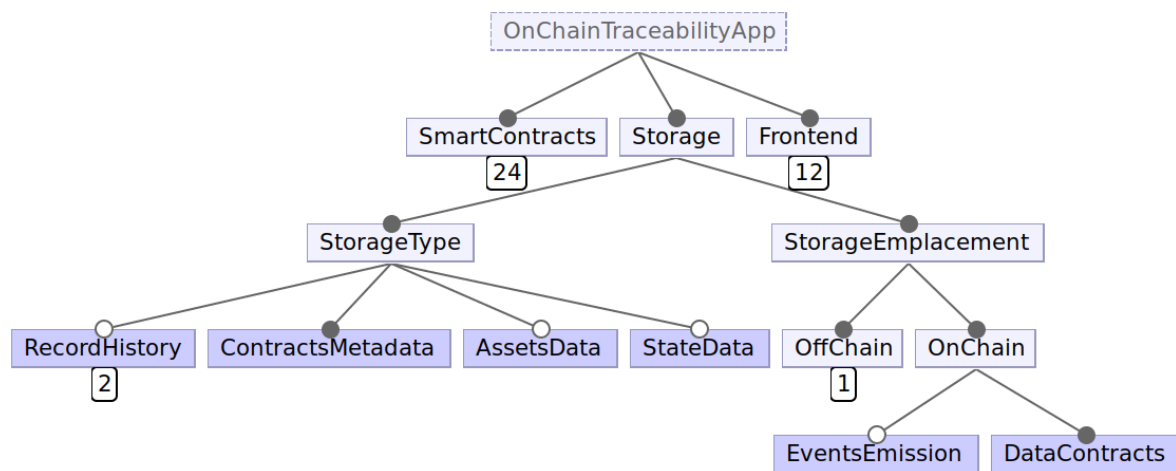 OnChainTraceabilityApp
SmartContracts
Storage
Frontend
24
12
StorageType
StorageEmplacement
RecordHistory
ContractsMetadata
AssetsData
StateData
OffChain
OnChain
2
1
EventsEmission
DataContracts